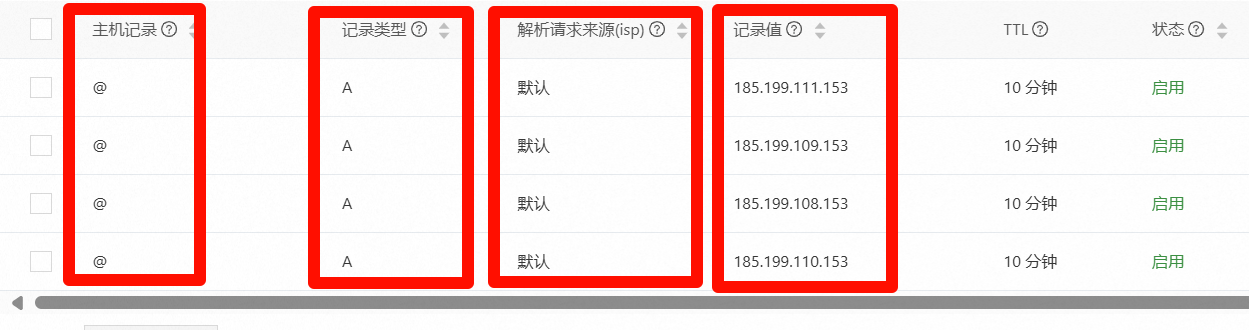 主机记录 记录类型 解析请求来源(isp) 记录值 TTL 状态
@ A 默认 185.199.111.153 10 分钟 启用
@ A 默认 185.199.109.153 10 分钟 启用
@ A 默认 185.199.108.153 10 分钟 启用
@ A 默认 185.199.110.153 10 分钟 启用